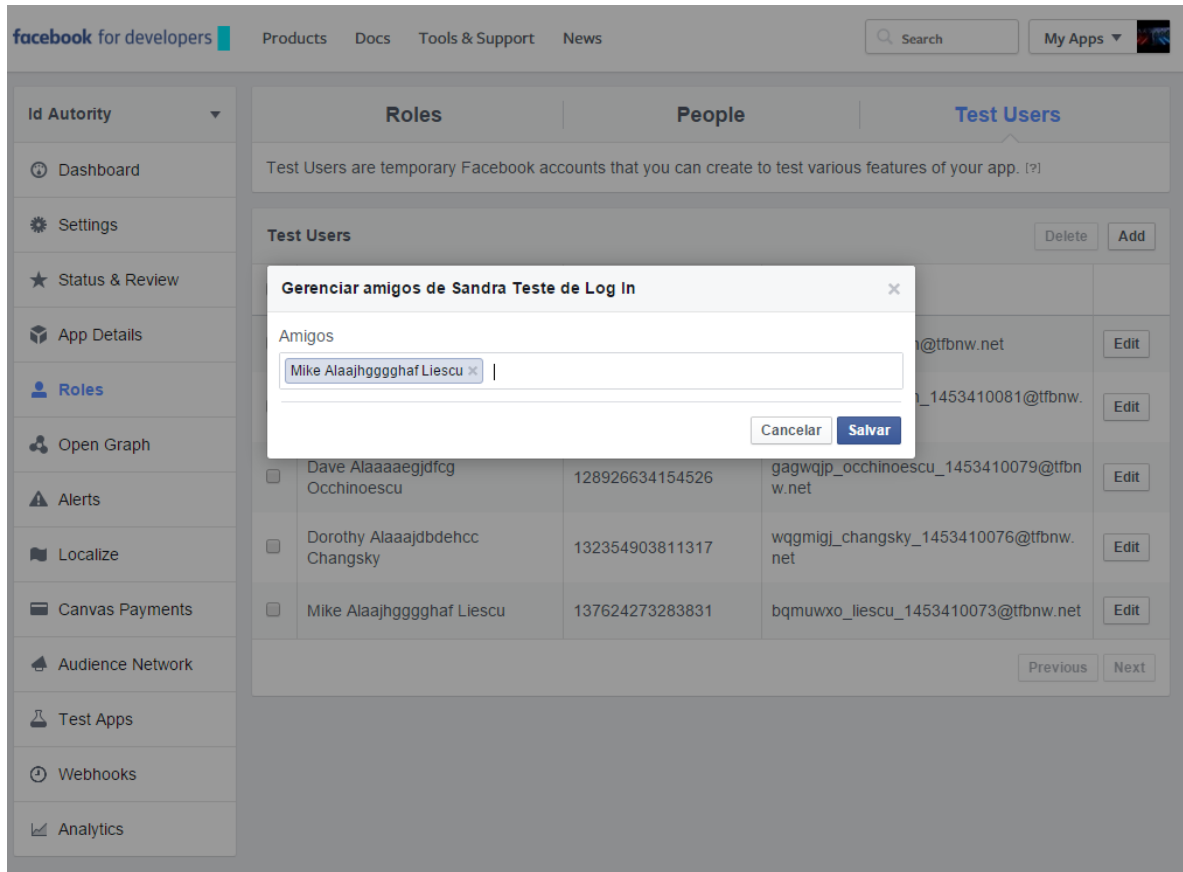 facebook for developers Products Docs Tools & Support News Search My Apps
Id Autority
Dashboard
Settings
Status & Review
App Details
Roles
Open Graph
Alerts
Localize
Canvas Payments
Audience Network
Test Apps
Webhooks
Analytics
Roles People Test Users
Test Users are temporary Facebook accounts that you can create to test various features of your app. [?]
Test Users Delete Add
Gerenciar amigos de Sandra Teste de Log In
Amigos
Mike Alaajhgggghaf Liescu
Cancelar Salvar
@tfbnw.net Edit
_1453410081@tfbnw. Edit
Dave Alaaaaegjdfcg
Occhinoescu
128926634154526
gagwqjp_occhinoescu_1453410079@tfbn
w.net
Edit
Dorothy Alaaajdbdehcc
Changsky
132354903811317
wqgmigj_changsky_1453410076@tfbnw.
net
Edit
Mike Alaajhgggghaf Liescu 137624273283831 bqmuwxo_liescu_1453410073@tfbnw.net Edit
Previous Next